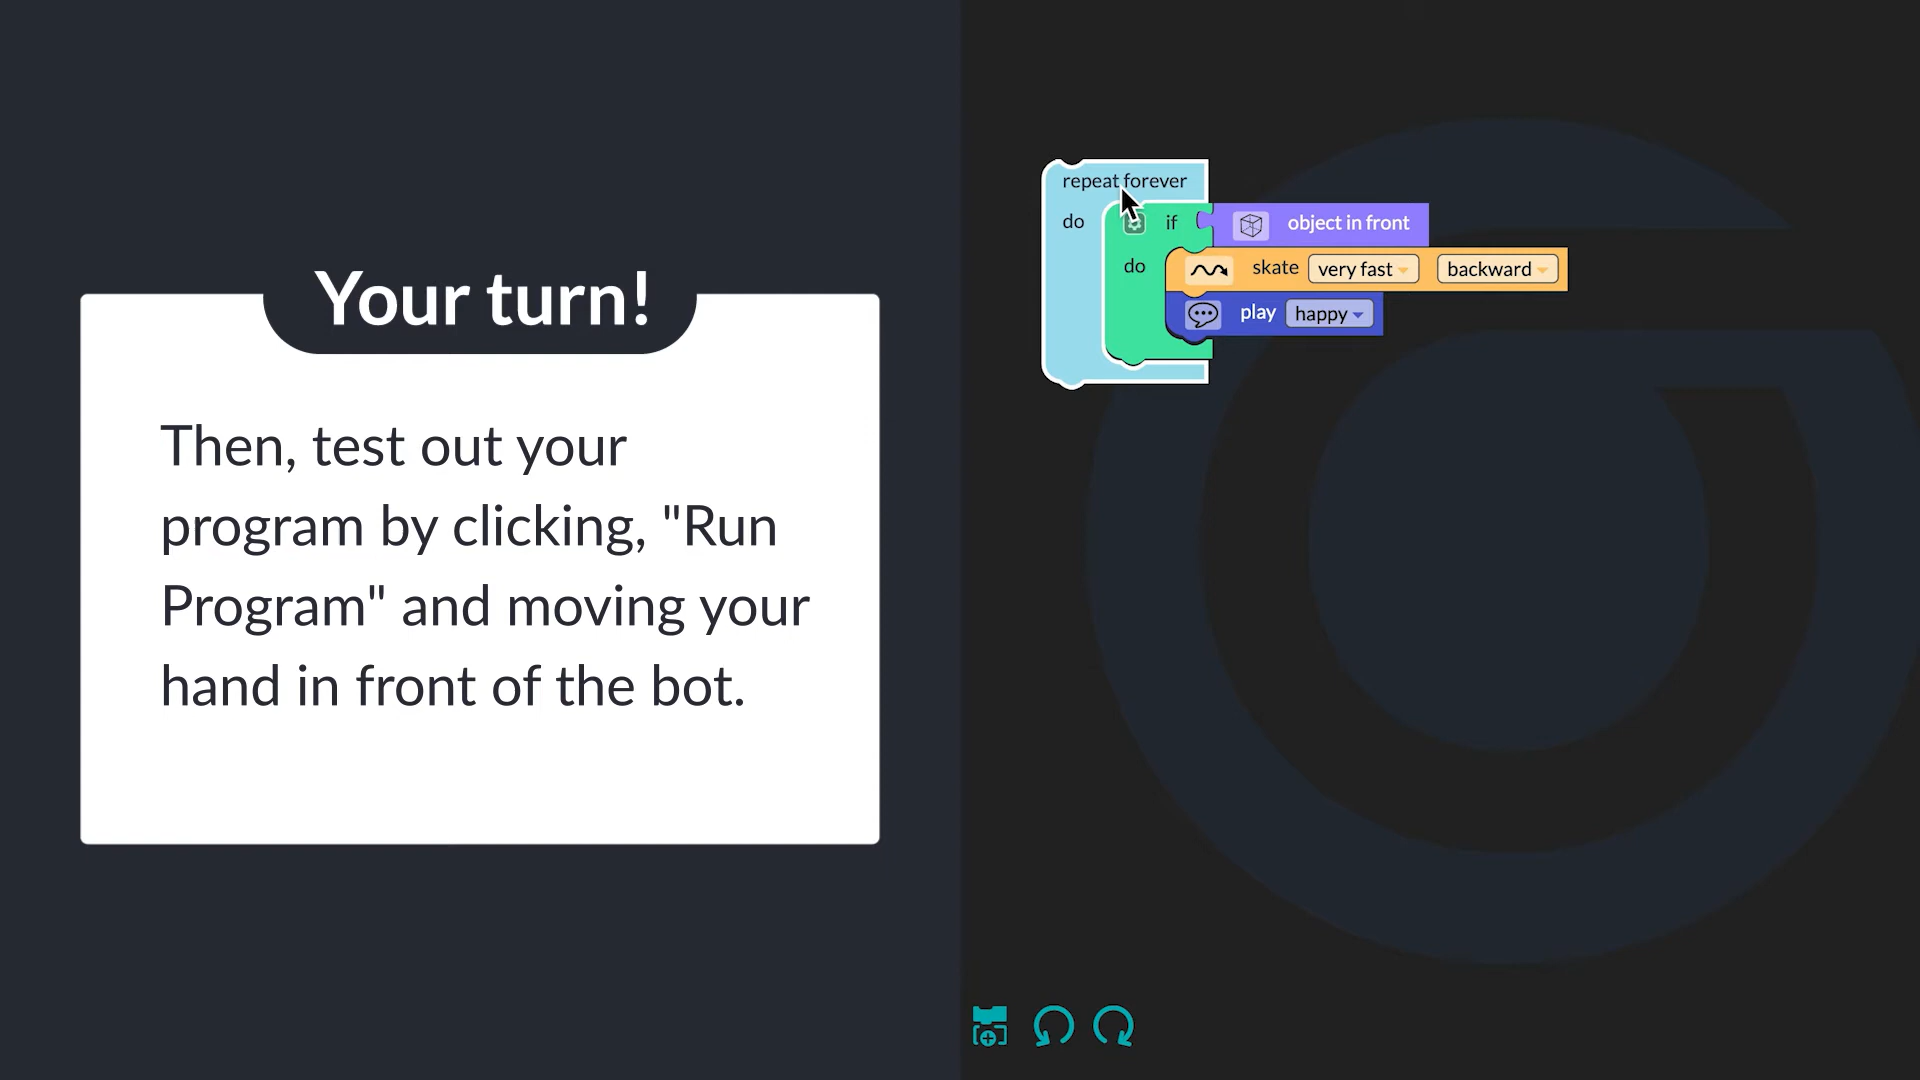 Your turn!
Then, test out your
program by clicking, "Run
Program" and moving your
hand in front of the bot.
repeat forever
do if object in front
do skate very fast backward
play happy